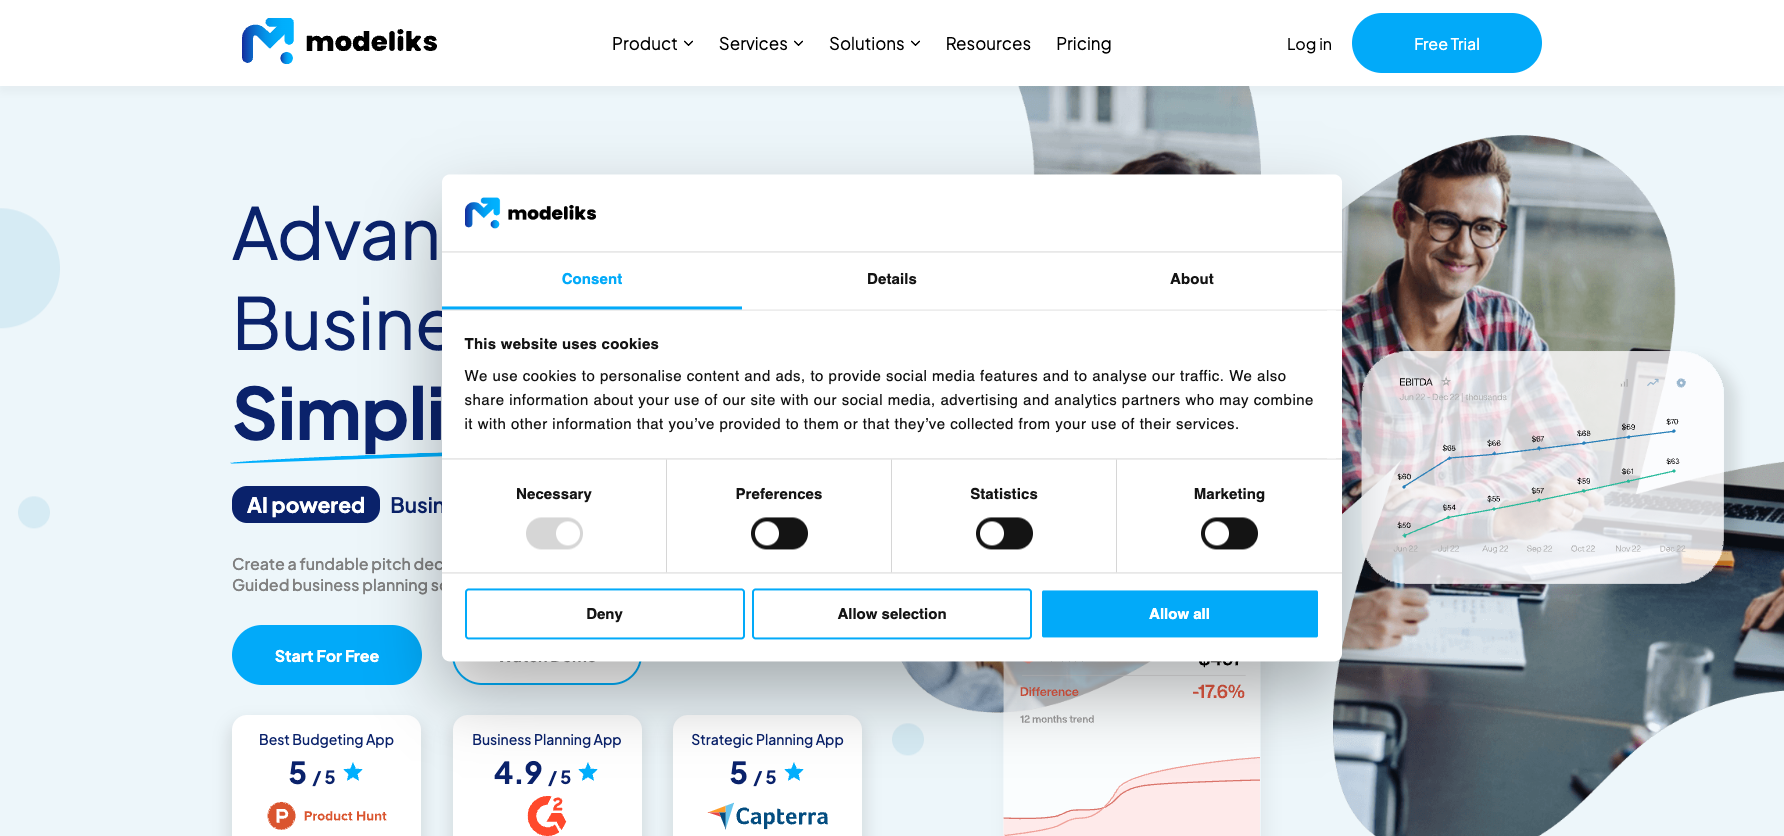 modeliks
Product
Services
Solutions
Resources
Pricing
Log in
Free Trial
modeliks
Consent
Details
About
This website uses cookies
We use cookies to personalise content and ads, to provide social media features and to analyse our traffic. We also
share information about your use of our site with our social media, advertising and analytics partners who may combine
it with other information that you've provided to them or that they've collected from your use of their services.
Necessary
Preferences
Statistics
Marketing
Deny
Allow selection
Allow all
Advan
Busine
Simpli
AI powered Busin
Create a fundable pitch dec
Guided business planning s
Start For Free
EBITDA
Jun 22 - Dec 22 | thousands
$60 $65 $66 $67 $68 $69 $70
$50 $54 $55 $57 $59 $61 $63
Jun 22 Jul 22 Aug 22 Sep 22 Oct 22 Nov 22 Dec 22
Difference -17.6%
12 months trend
Best Budgeting App
5 / 5
P Product Hunt
Business Planning App
4.9 / 5
G2
Strategic Planning App
5 / 5
Capterra